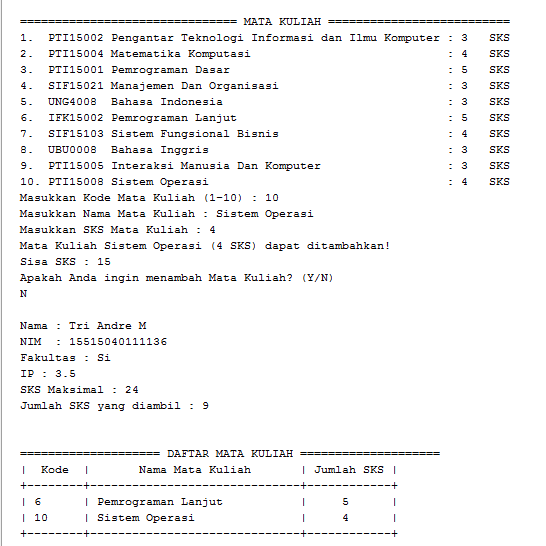 =============================== MATA KULIAH ==========================
1.  PTI15002 Pengantar Teknologi Informasi dan Ilmu Komputer : 3   SKS
2.  PTI15004 Matematika Komputasi                            : 4   SKS
3.  PTI15001 Pemrograman Dasar                               : 5   SKS
4.  SIF15021 Manajemen Dan Organisasi                        : 3   SKS
5.  UNG4008  Bahasa Indonesia                                : 3   SKS
6.  IFK15002 Pemrograman Lanjut                              : 5   SKS
7.  SIF15103 Sistem Fungsional Bisnis                        : 4   SKS
8.  UBU0008  Bahasa Inggris                                  : 3   SKS
9.  PTI15005 Interaksi Manusia Dan Komputer                  : 3   SKS
10. PTI15008 Sistem Operasi                                  : 4   SKS
Masukkan Kode Mata Kuliah (1-10) : 10
Masukkan Nama Mata Kuliah : Sistem Operasi
Masukkan SKS Mata Kuliah : 4
Mata Kuliah Sistem Operasi (4 SKS) dapat ditambahkan!
Sisa SKS : 15
Apakah Anda ingin menambah Mata Kuliah? (Y/N)
N
Nama : Tri Andre M
NIM  : 15515040111136
Fakultas : Si
IP : 3.5
SKS Maksimal : 24
Jumlah SKS yang diambil : 9
==================== DAFTAR MATA KULIAH ====================
|  Kode  |       Nama Mata Kuliah       | Jumlah SKS |
+--------+------------------------------+------------+
| 6      | Pemrograman Lanjut           |     5      |
| 10     | Sistem Operasi               |     4      |
+--------+------------------------------+------------+